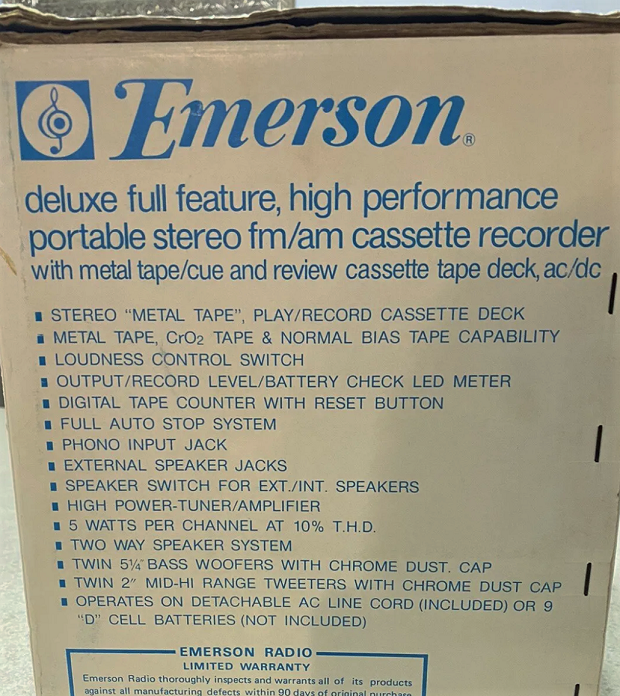 Emerson®
deluxe full feature, high performance
portable stereo fm/am cassette recorder
with metal tape/cue and review cassette tape deck, ac/dc
STEREO "METAL TAPE", PLAY/RECORD CASSETTE DECK
METAL TAPE, CrO2 TAPE & NORMAL BIAS TAPE CAPABILITY
LOUDNESS CONTROL SWITCH
OUTPUT/RECORD LEVEL/BATTERY CHECK LED METER
DIGITAL TAPE COUNTER WITH RESET BUTTON
FULL AUTO STOP SYSTEM
PHONO INPUT JACK
EXTERNAL SPEAKER JACKS
SPEAKER SWITCH FOR EXT./INT. SPEAKERS
HIGH POWER-TUNER/AMPLIFIER
5 WATTS PER CHANNEL AT 10% T.H.D.
TWO WAY SPEAKER SYSTEM
TWIN 5¼" BASS WOOFERS WITH CHROME DUST. CAP
TWIN 2" MID-HI RANGE TWEETERS WITH CHROME DUST CAP
OPERATES ON DETACHABLE AC LINE CORD (INCLUDED) OR 9
"D" CELL BATTERIES (NOT INCLUDED)
EMERSON RADIO
LIMITED WARRANTY
Emerson Radio thoroughly inspects and warrants all of its products
against all manufacturing defects within 90 days of original purchase